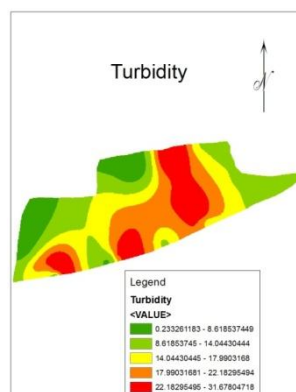 Turbidity
N
Legend
Turbidity
<VALUE>
0.233261183 - 8.618537449
8.61853745 - 14.04430444
14.04430445 - 17.9903168
17.99031681 - 22.18295494
22.18295495 - 31.67804718